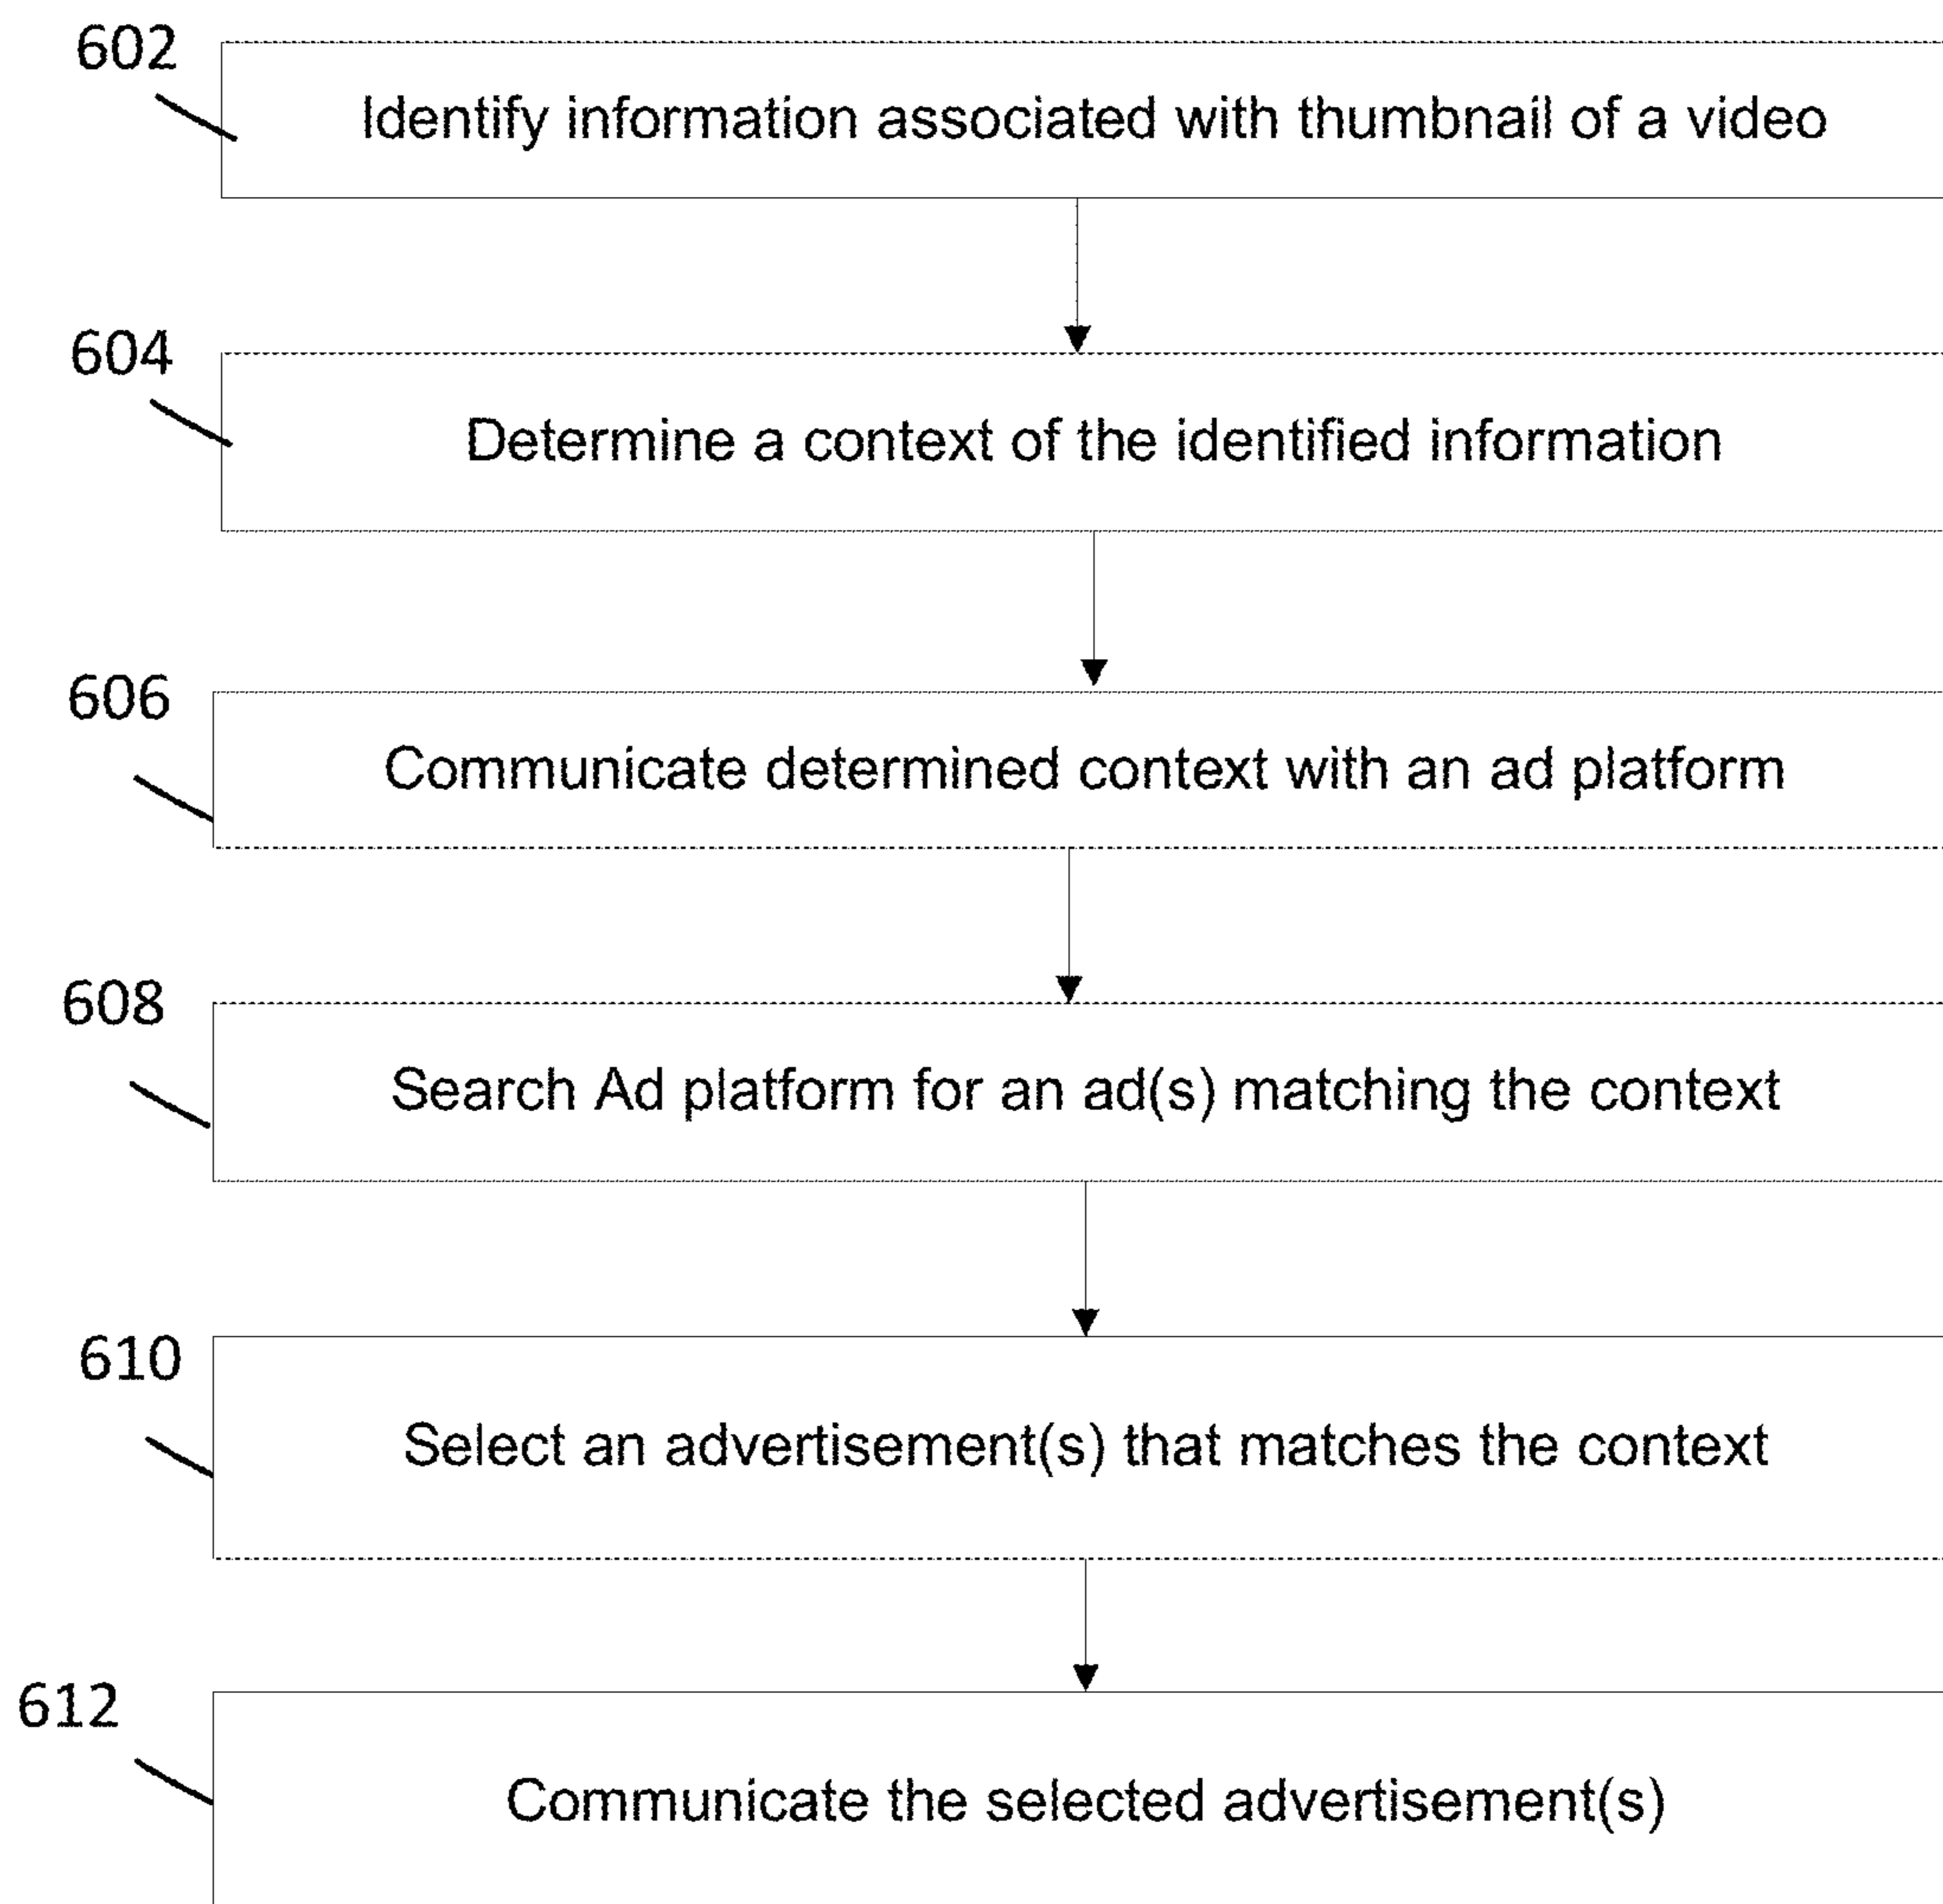 602
Identify information associated with thumbnail of a video
604
Determine a context of the identified information
606
Communicate determined context with an ad platform
608
Search Ad platform for an ad(s) matching the context
610
Select an advertisement(s) that matches the context
612
Communicate the selected advertisement(s)